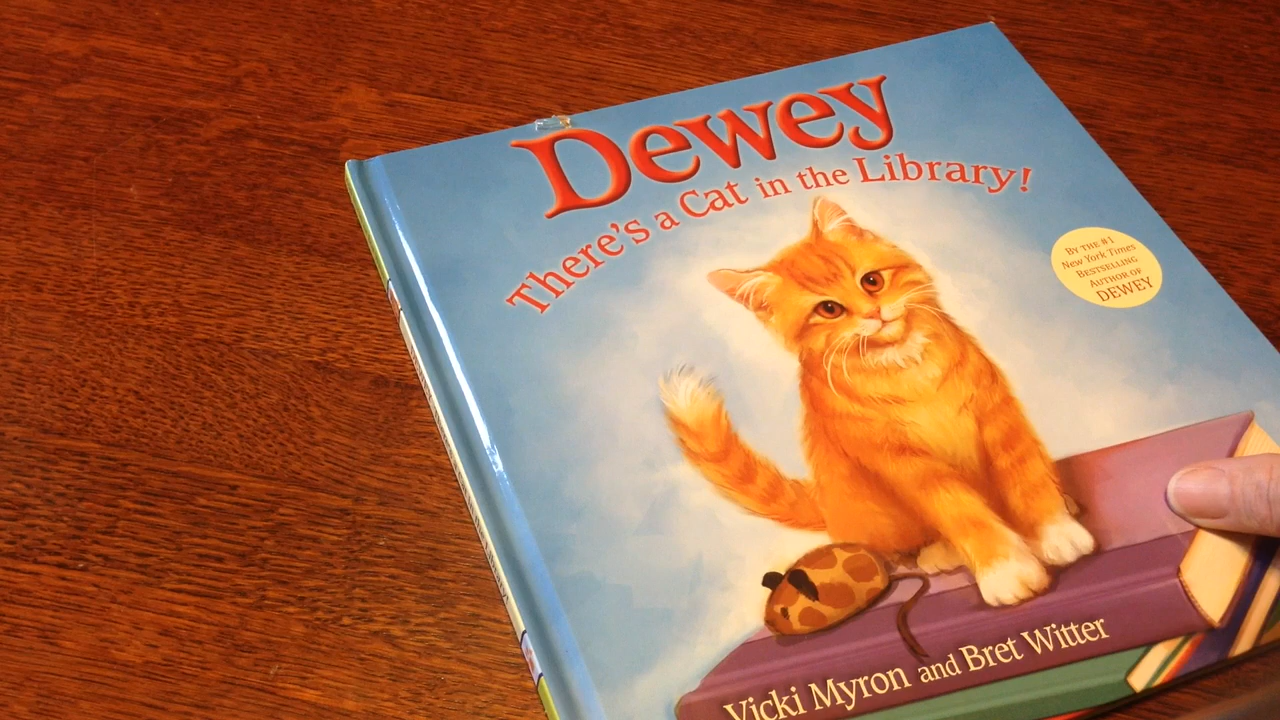 Dewey
There's a Cat in the Library!
By the #1
New York Times
Bestselling
Author of
DEWEY
Vicki Myron and Bret Witter